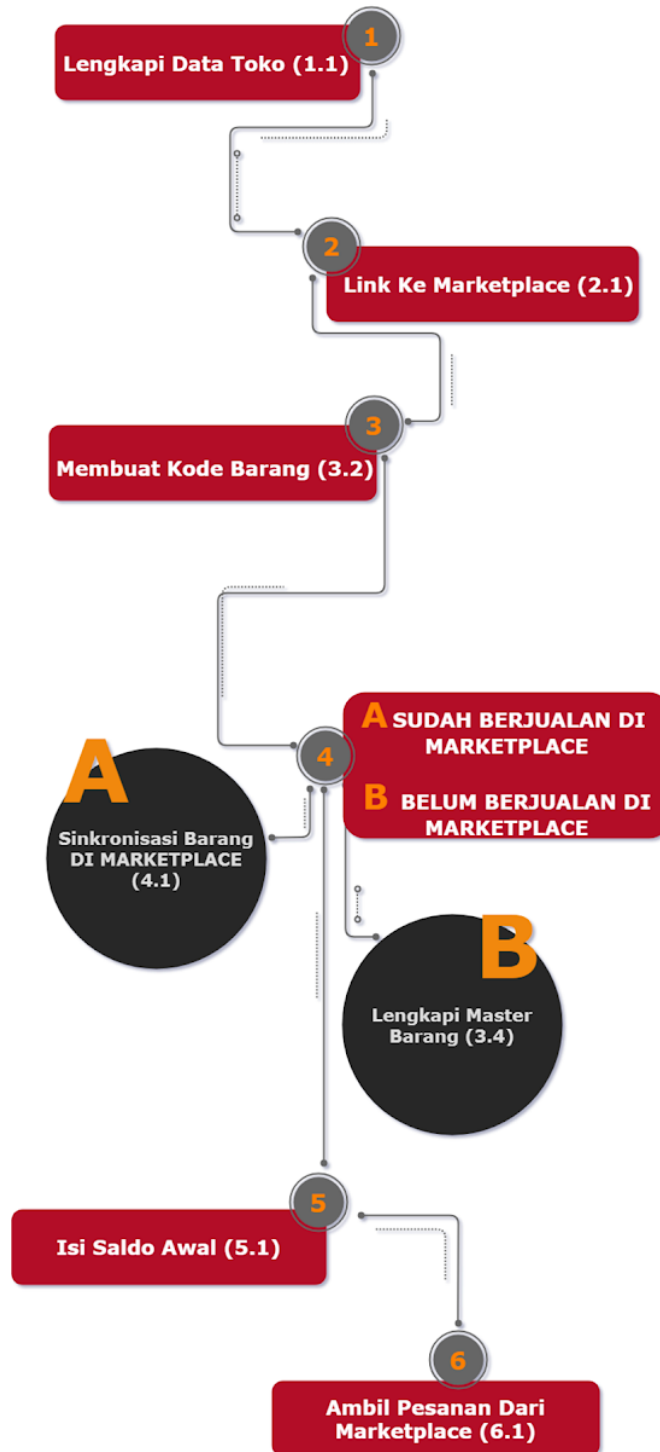 1
Lengkapi Data Toko (1.1)
2
Link Ke Marketplace (2.1)
3
Membuat Kode Barang (3.2)
4
A SUDAH BERJUALAN DI
MARKETPLACE
B BELUM BERJUALAN DI
MARKETPLACE
A
Sinkronisasi Barang
DI MARKETPLACE
(4.1)
B
Lengkapi Master
Barang (3.4)
5
Isi Saldo Awal (5.1)
6
Ambil Pesanan Dari
Marketplace (6.1)